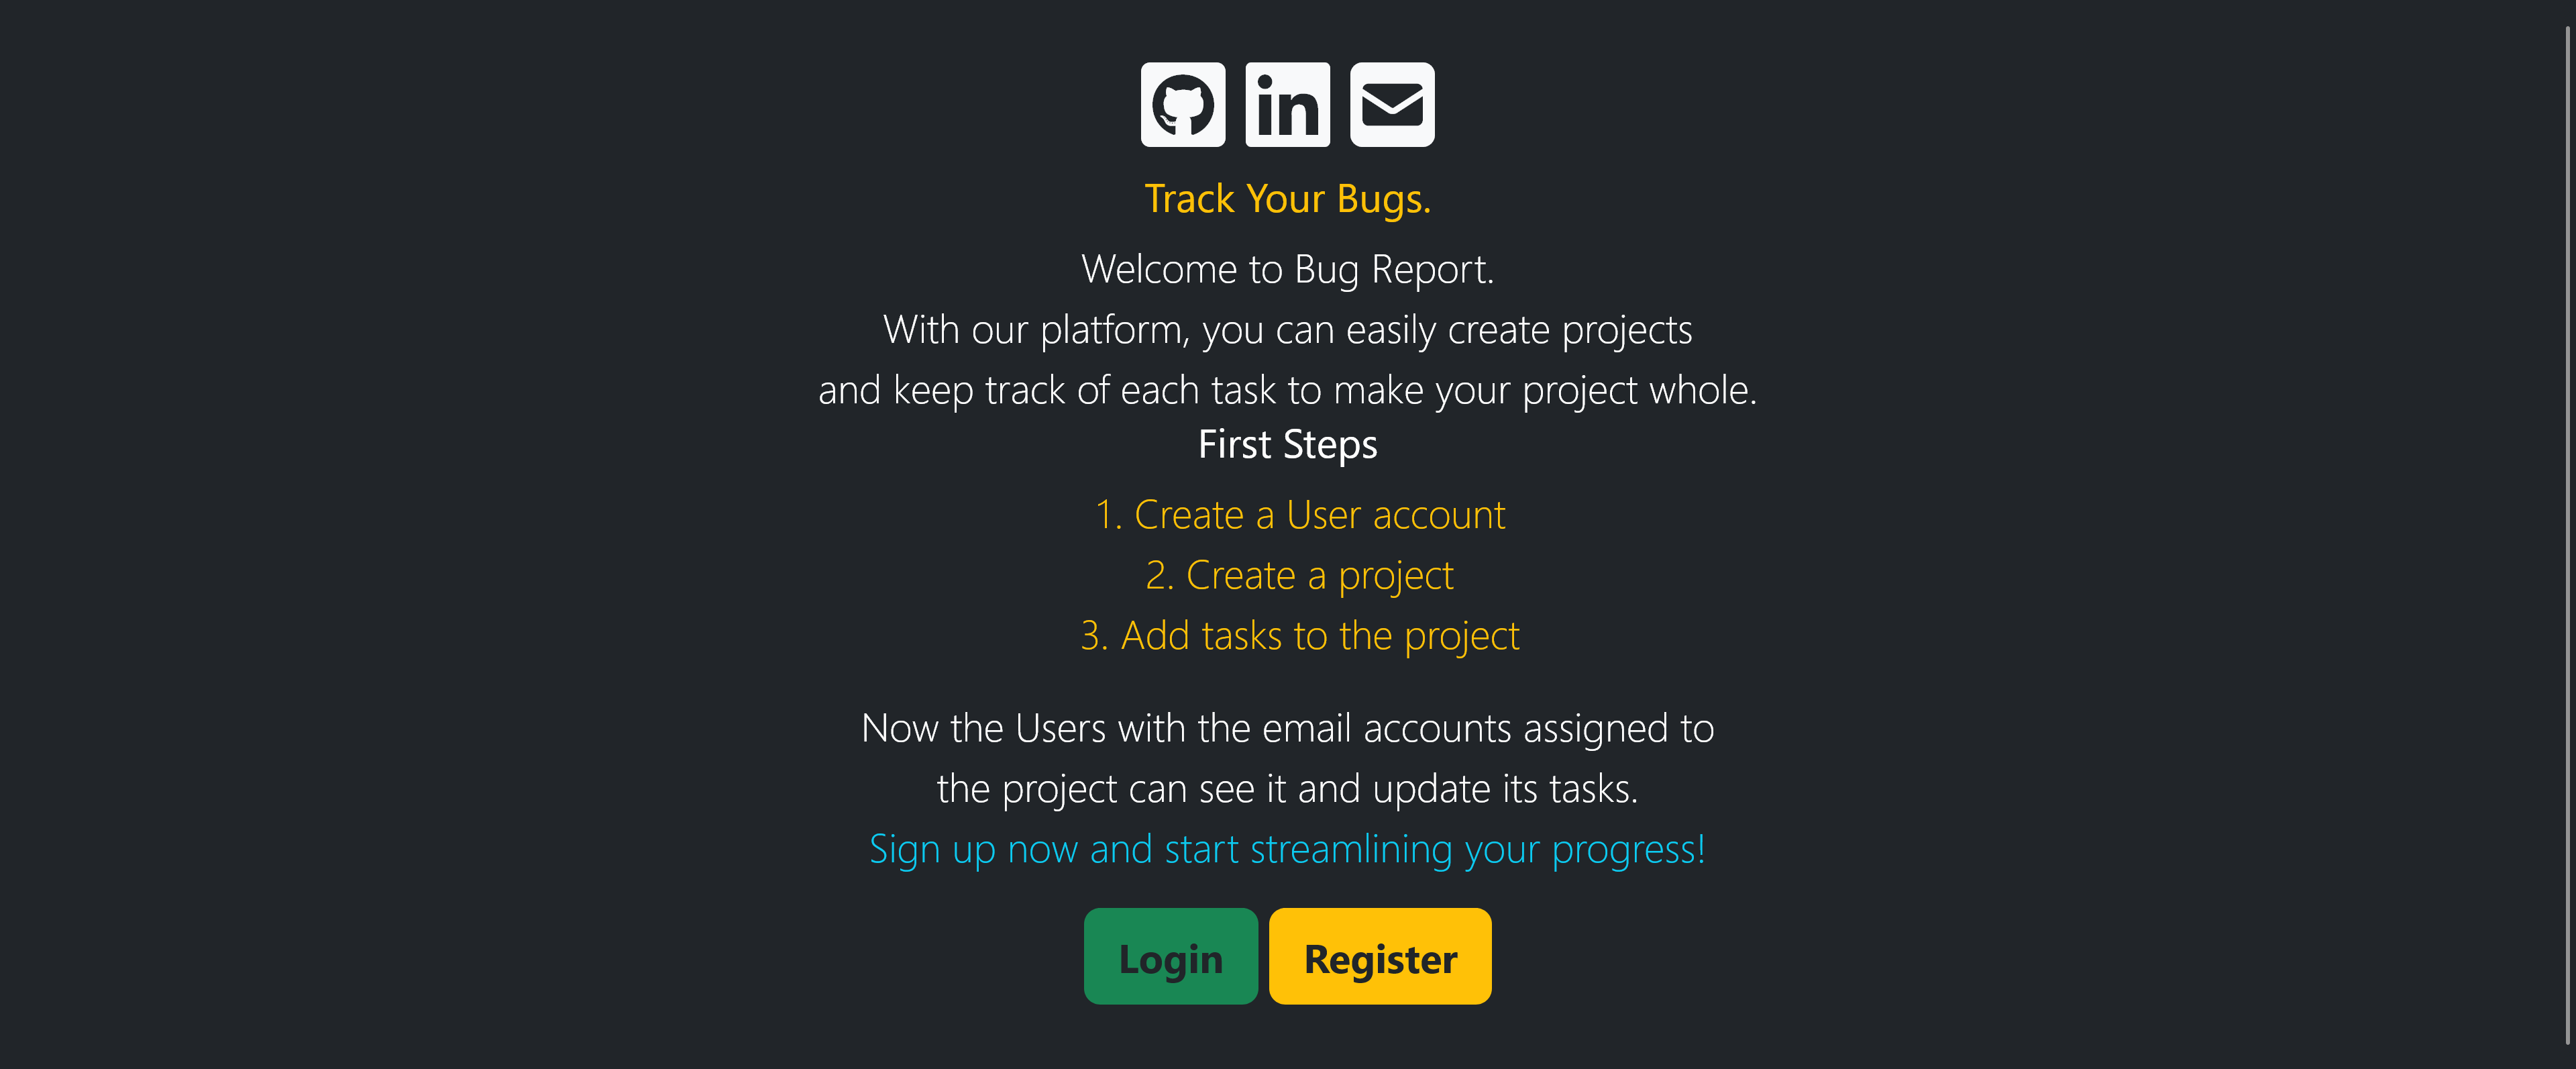 in
Track Your Bugs.
Welcome to Bug Report.
With our platform, you can easily create projects
and keep track of each task to make your project whole.
First Steps
1. Create a User account
2. Create a project
3. Add tasks to the project
Now the Users with the email accounts assigned to
the project can see it and update its tasks.
Sign up now and start streamlining your progress!
Login Register